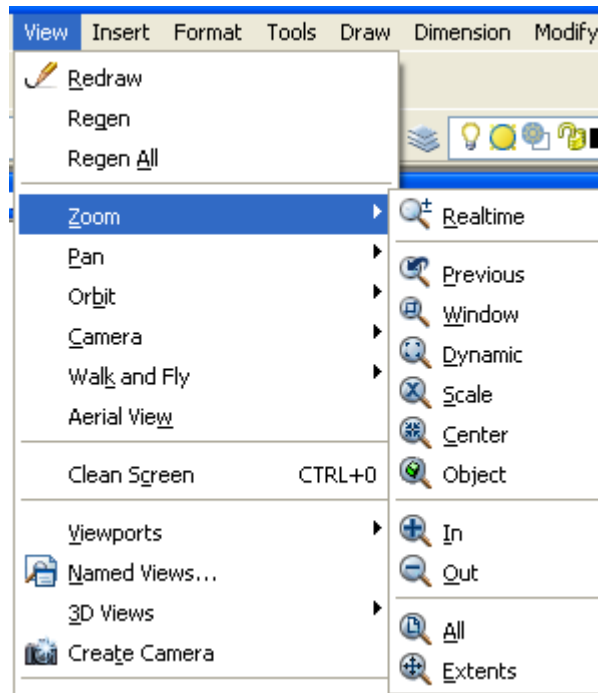 View Insert Format Tools Draw Dimension Modify
Redraw
Regen
Regen All
Zoom
Pan
Orbit
Camera
Walk and Fly
Aerial View
Clean Screen CTRL+0
Viewports
Named Views...
3D Views
Create Camera
Realtime
Previous
Window
Dynamic
Scale
Center
Object
In
Out
All
Extents